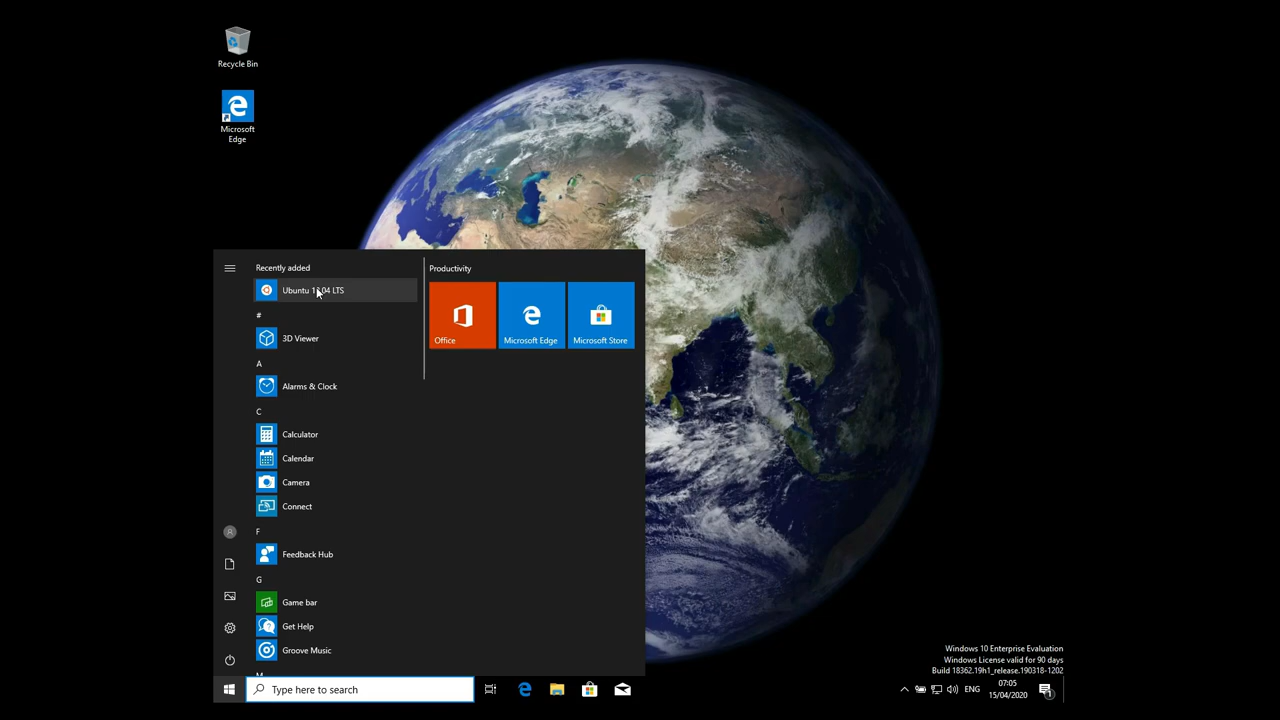 Recycle Bin
Microsoft
Edge
Recently added
Ubuntu LTS
#
3D Viewer
A
Alarms & Clock
C
Calculator
Calendar
Camera
Connect
F
Feedback Hub
G
Game bar
Get Help
Groove Music
Productivity
Office
Microsoft Edge
Microsoft Store
Type here to search
Windows 10 Enterprise Evaluation
Windows License valid for 90 days
Build 18362.19h1_release.190318-1202
ENG
07:05
15/04/2020
1